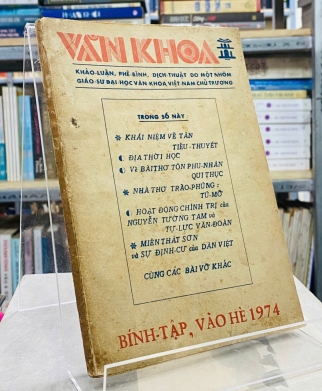 VĂN KHOA
KHẢO-LUẬN, PHÊ-BÌNH, DỊCH-THUẬT DO MỘT NHÓM
GIÁO-SƯ ĐẠI-HỌC VĂN KHOA VIỆT-NAM CHỦ TRƯƠNG
TRONG SỐ NÀY
KHÁI NIỆM VỀ TÂN
TIỂU-THUYẾT
ĐỊA THỜI HỌC
VỀ BÀI THƠ TÔN PHU-NHÂN
QUI THỤC
NHÀ THƠ TRÀO-PHÚNG :
TÚ-MỠ
HOẠT ĐỘNG CHÍNH TRỊ của
NGUYỄN TƯỜNG TAM và
TỰ-LỰC VĂN-ĐOÀN
MIỀN THẤT SƠN
và SỰ ĐỊNH-CƯ của DÂN VIỆT
CÙNG CÁC BÀI VỞ KHÁC
BÍNH-TẬP, VÀO HÈ 1974